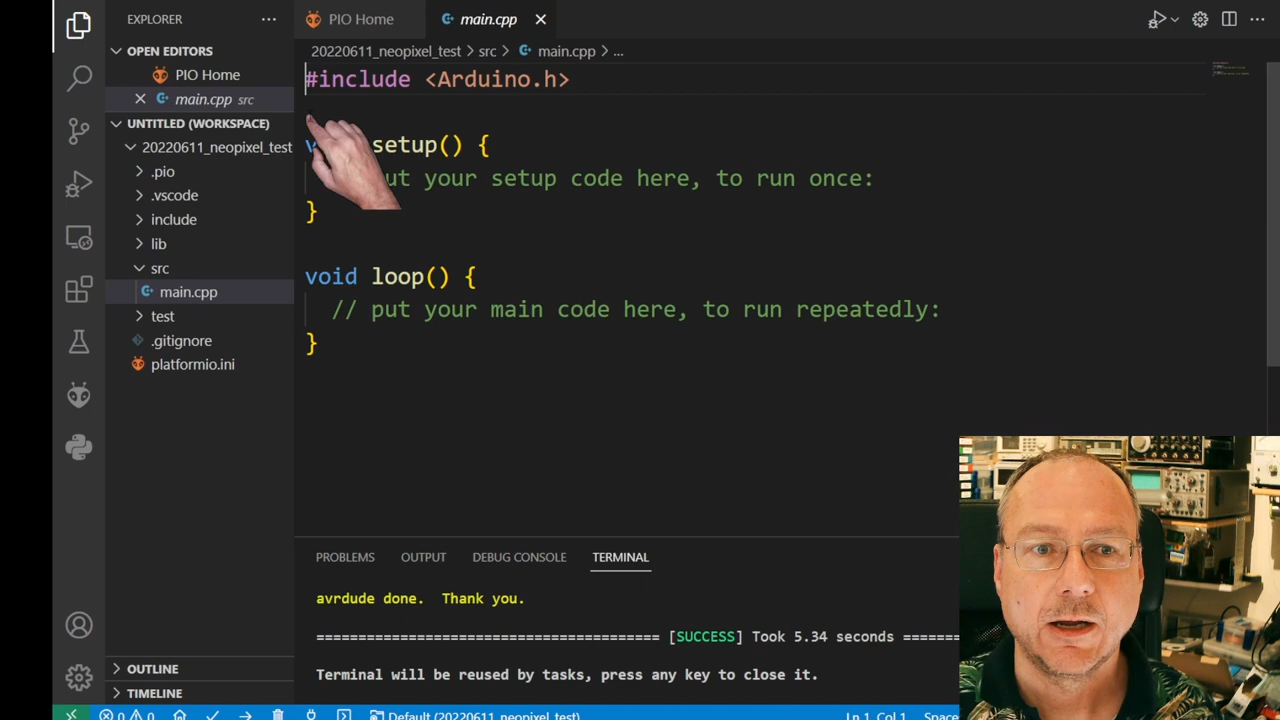 EXPLORER
OPEN EDITORS
PIO Home
main.cpp src
UNTITLED (WORKSPACE)
20220611_neopixel_test
.pio
.vscode
include
lib
src
main.cpp
test
.gitignore
platformio.ini
OUTLINE
TIMELINE
PIO Home
main.cpp
20220611_neopixel_test > src > main.cpp > ...
#include <Arduino.h>
setup() {
put your setup code here, to run once:
}
void loop() {
// put your main code here, to run repeatedly:
}
PROBLEMS OUTPUT DEBUG CONSOLE TERMINAL
avrdude done.  Thank you.
========================================= [SUCCESS] Took 5.34 seconds =======
Terminal will be reused by tasks, press any key to close it.
0 0 Default (20220611_neopixel_test) Ln 1, Col 1